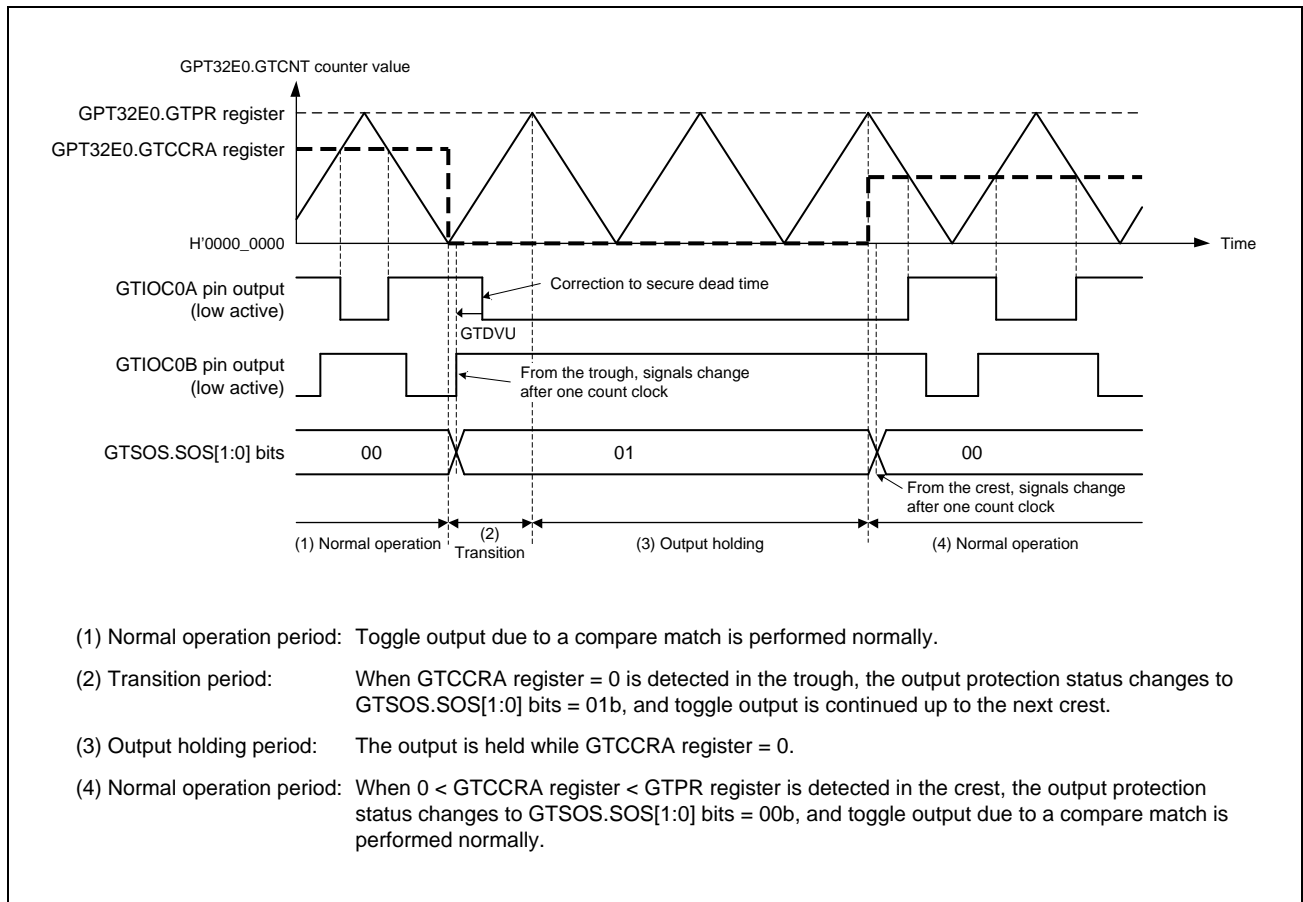 GPT32E0.GTCNT counter value
GPT32E0.GTPR register
GPT32E0.GTCCRA register
H'0000_0000
Time
GTIOC0A pin output
(low active)
Correction to secure dead time
GTDVU
GTIOC0B pin output
(low active)
From the trough, signals change
after one count clock
GTSOS.SOS[1:0] bits
00
01
00
From the crest, signals change
after one count clock
(1) Normal operation
(2)
Transition
(3) Output holding
(4) Normal operation
(1) Normal operation period: Toggle output due to a compare match is performed normally.
(2) Transition period: When GTCCRA register = 0 is detected in the trough, the output protection status changes to
GTSOS.SOS[1:0] bits = 01b, and toggle output is continued up to the next crest.
(3) Output holding period: The output is held while GTCCRA register = 0.
(4) Normal operation period: When 0 < GTCCRA register < GTPR register is detected in the crest, the output protection
status changes to GTSOS.SOS[1:0] bits = 00b, and toggle output due to a compare match is
performed normally.